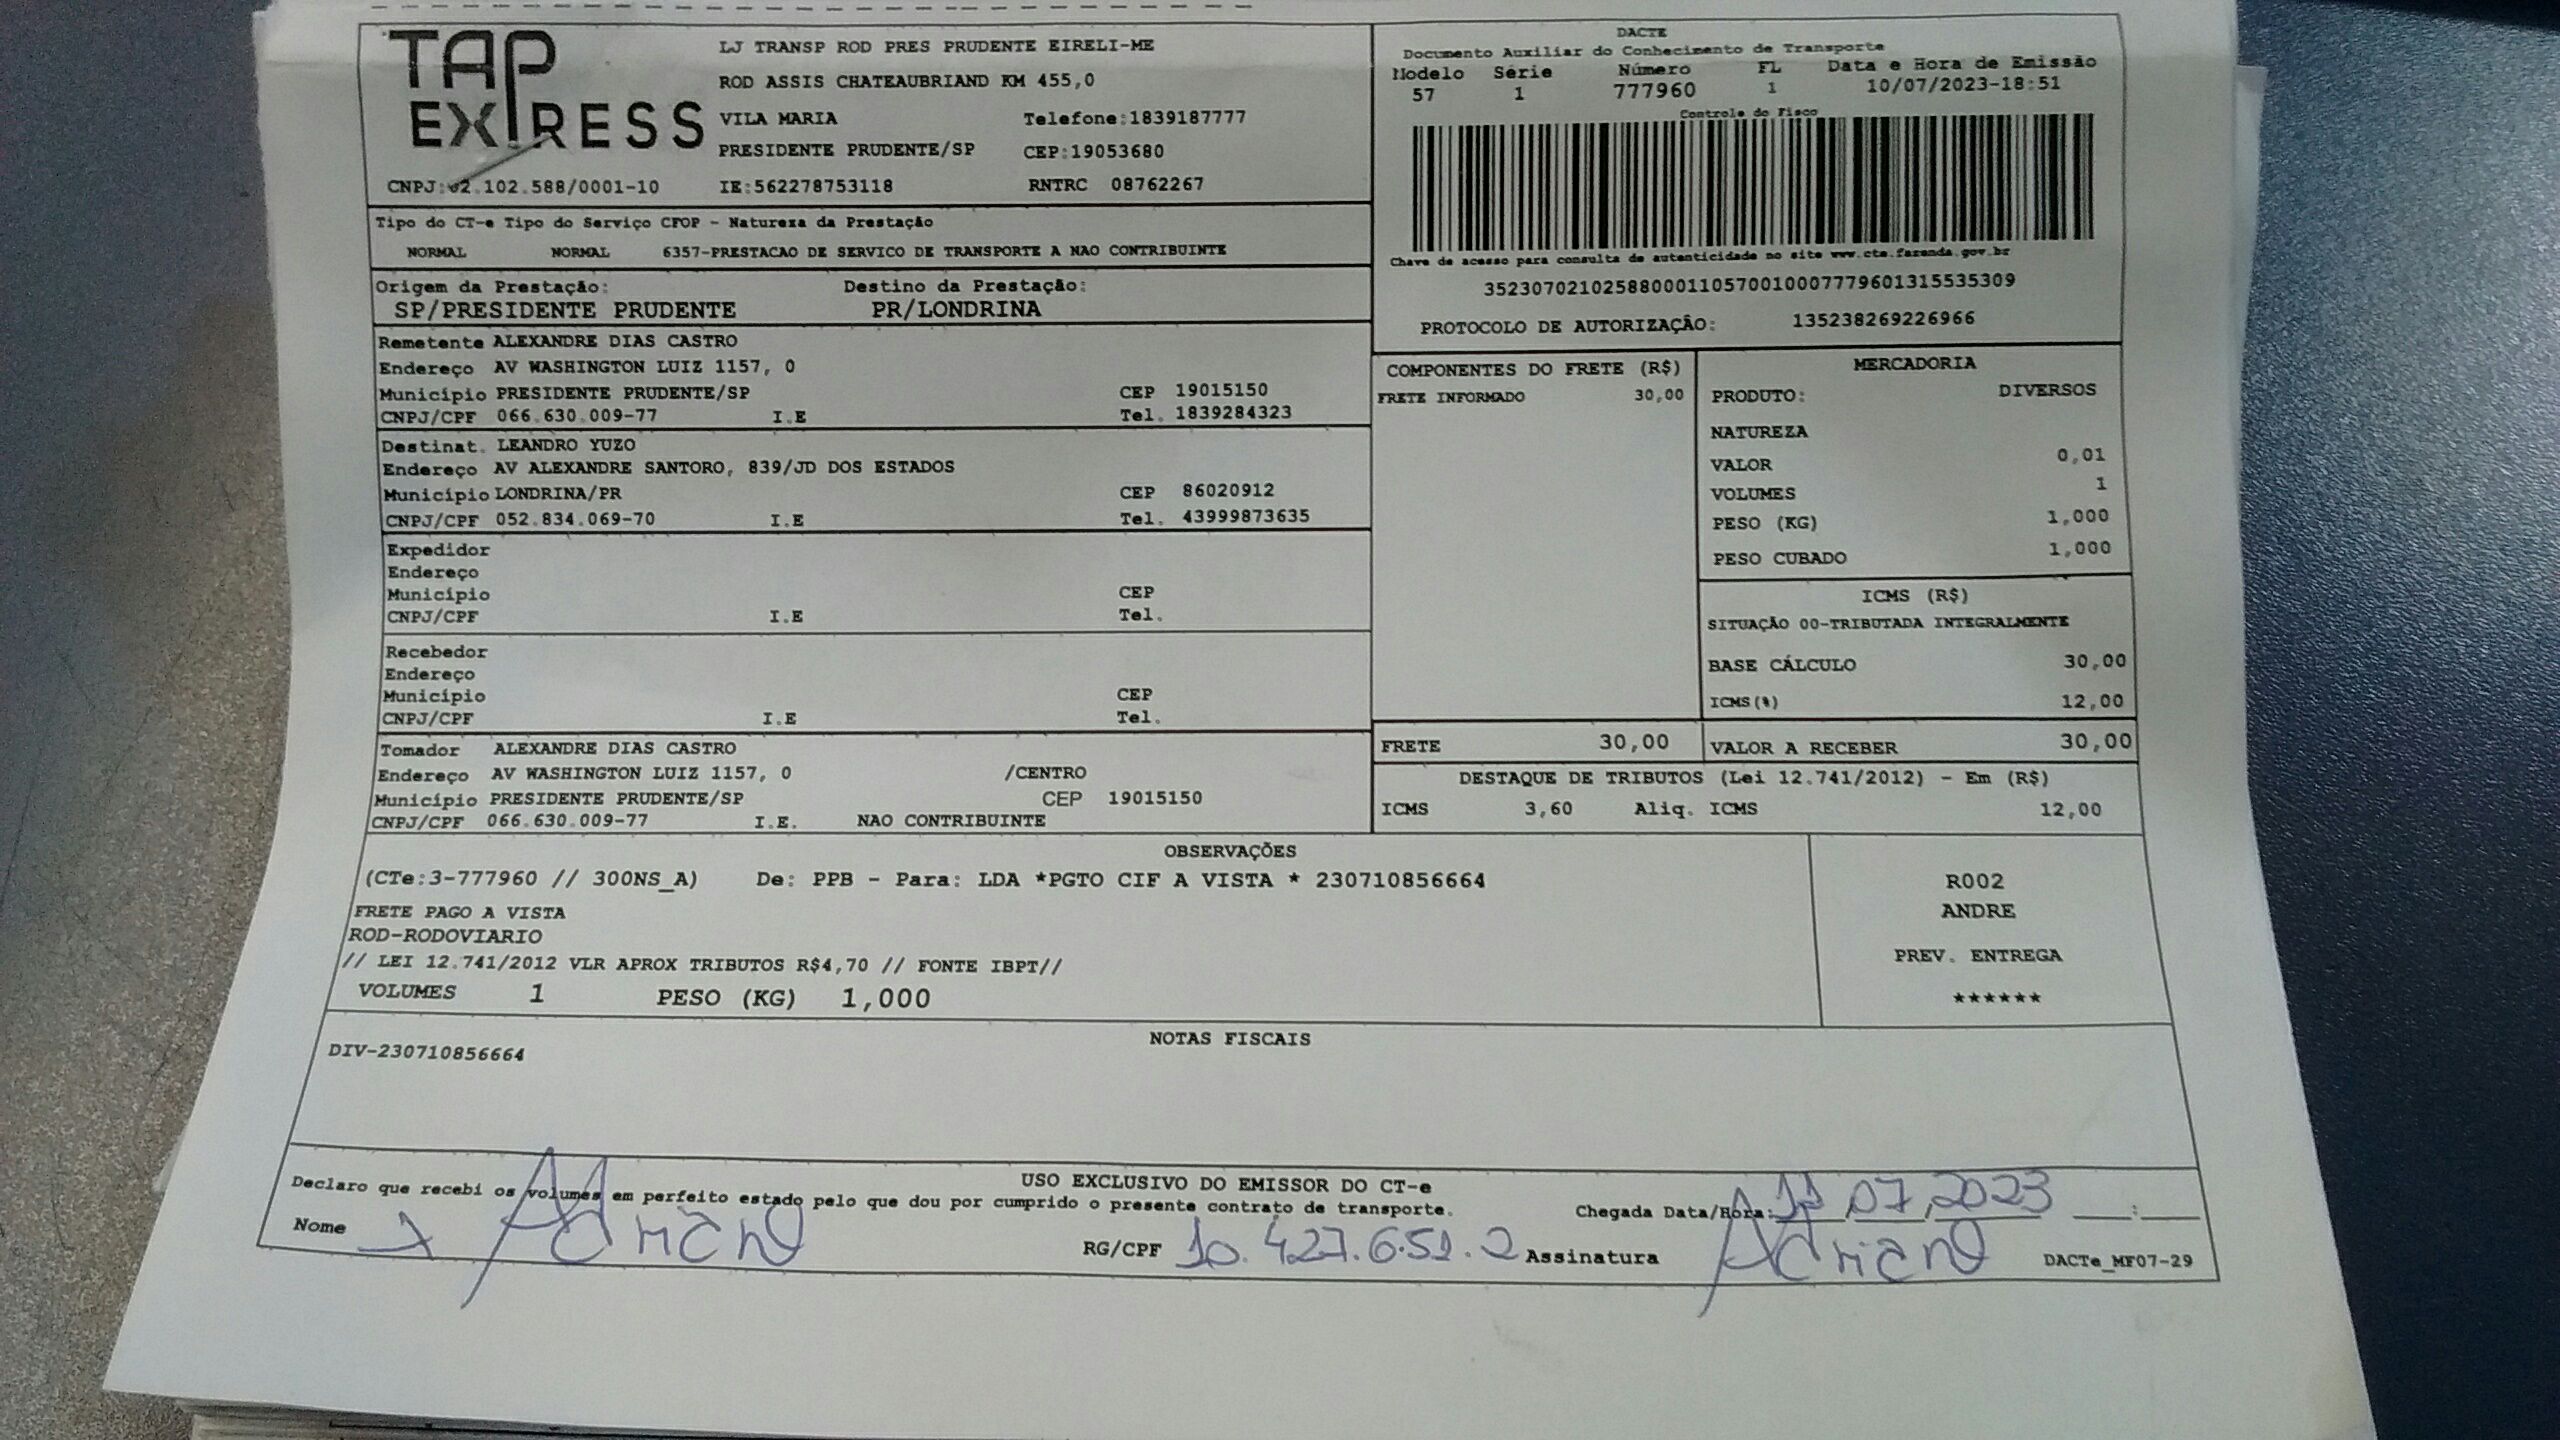 TAP EXPRESS
LJ TRANSP ROD PRES PRUDENTE EIRELI-ME
ROD ASSIS CHATEAUBRIAND KM 455,0
VILA MARIA Telefone:1839187777
PRESIDENTE PRUDENTE/SP CEP:19053680
CNPJ:02.102.588/0001-10 IE:562278753118 RNTRC 08762267
DACTE
Documento Auxiliar do Conhecimento de Transporte
Modelo Série Número FL Data e Hora de Emissão
57 1 777960 1 10/07/2023-18:51
Controle do Fisco
Chave de acesso para consulta de autenticidade no site www.cte.fazenda.gov.br
35230702102588000110570010007779601315535309
PROTOCOLO DE AUTORIZAÇÃO: 135238269226966
Tipo do CT-e Tipo do Serviço CFOP - Natureza da Prestação
NORMAL NORMAL 6357-PRESTACAO DE SERVICO DE TRANSPORTE A NAO CONTRIBUINTE
Origem da Prestação: Destino da Prestação:
SP/PRESIDENTE PRUDENTE PR/LONDRINA
Remetente ALEXANDRE DIAS CASTRO
Endereço AV WASHINGTON LUIZ 1157, 0
Município PRESIDENTE PRUDENTE/SP CEP 19015150
CNPJ/CPF 066.630.009-77 I.E Tel. 1839284323
Destinat. LEANDRO YUZO
Endereço AV ALEXANDRE SANTORO, 839/JD DOS ESTADOS
Município LONDRINA/PR CEP 86020912
CNPJ/CPF 052.834.069-70 I.E Tel. 43999873635
Expedidor
Endereço
Município CEP
CNPJ/CPF I.E Tel.
Recebedor
Endereço
Município CEP
CNPJ/CPF I.E Tel.
Tomador ALEXANDRE DIAS CASTRO
Endereço AV WASHINGTON LUIZ 1157, 0 /CENTRO
Município PRESIDENTE PRUDENTE/SP CEP 19015150
CNPJ/CPF 066.630.009-77 I.E. NAO CONTRIBUINTE
COMPONENTES DO FRETE (R$)
FRETE INFORMADO 30,00
MERCADORIA
PRODUTO: DIVERSOS
NATUREZA
VALOR 0,01
VOLUMES 1
PESO (KG) 1,000
PESO CUBADO 1,000
ICMS (R$)
SITUAÇÃO 00-TRIBUTADA INTEGRALMENTE
BASE CÁLCULO 30,00
ICMS(%) 12,00
FRETE 30,00 VALOR A RECEBER 30,00
DESTAQUE DE TRIBUTOS (Lei 12.741/2012) - Em (R$)
ICMS 3,60 Aliq. ICMS 12,00
OBSERVAÇÕES
(CTe:3-777960 // 300NS_A) De: PPB - Para: LDA *PGTO CIF A VISTA * 230710856664
FRETE PAGO A VISTA
ROD-RODOVIARIO
// LEI 12.741/2012 VLR APROX TRIBUTOS R$4,70 // FONTE IBPT//
VOLUMES 1 PESO (KG) 1,000
R002
ANDRE
PREV. ENTREGA
******
NOTAS FISCAIS
DIV-230710856664
USO EXCLUSIVO DO EMISSOR DO CT-e
Declaro que recebi os volumes em perfeito estado pelo que dou por cumprido o presente contrato de transporte.
Chegada Data/Hora: 11 07 2023 __:__
Nome Adriano RG/CPF 10.427.651.2 Assinatura Adriano DACTe_MF07-29